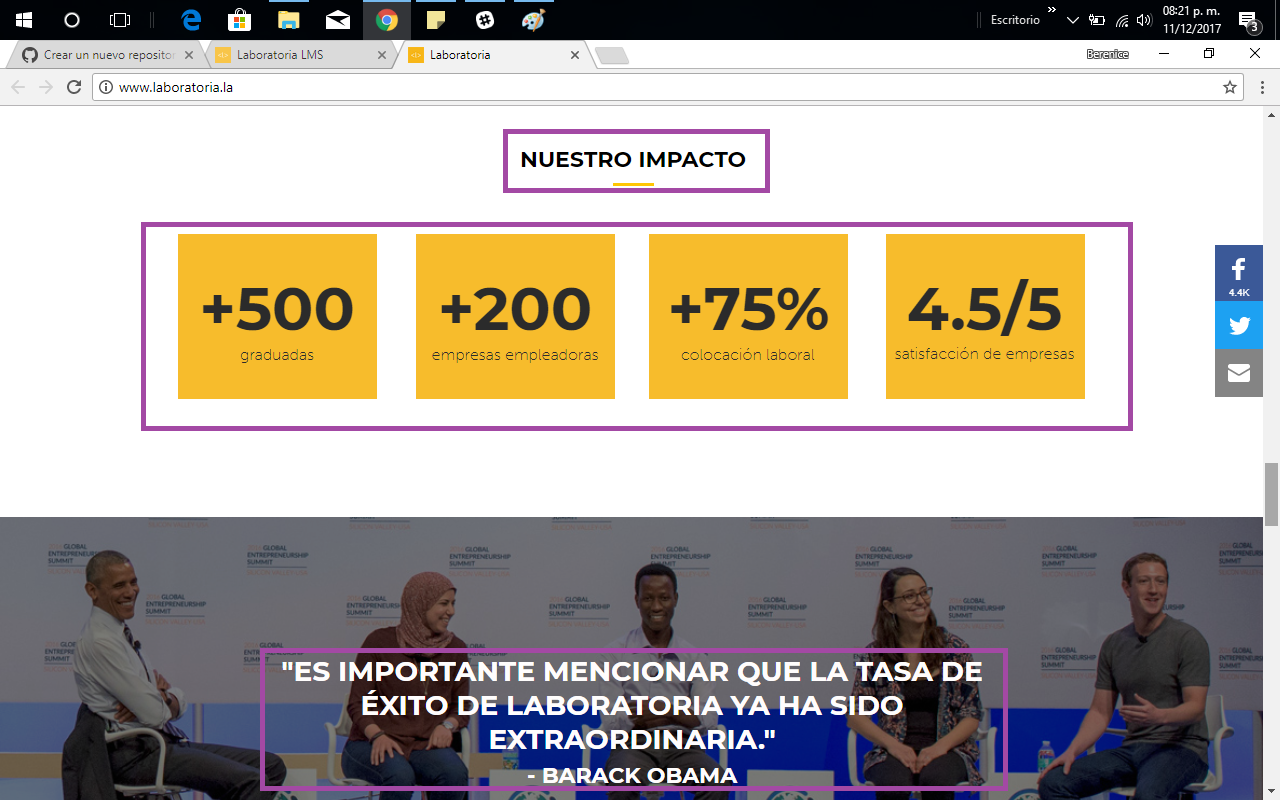 Escritorio
08:21 p. m.
11/12/2017
3
Crear un nuevo repositor
Laboratoria LMS
Laboratoria
Berenice
www.laboratoria.la
NUESTRO IMPACTO
+500
graduadas
+200
empresas empleadoras
+75%
colocación laboral
4.5/5
satisfacción de empresas
4.4K
GLOBAL
ENTREPRENEURSHIP
SUMMIT
"ES IMPORTANTE MENCIONAR QUE LA TASA DE
ÉXITO DE LABORATORIA YA HA SIDO
EXTRAORDINARIA."
- BARACK OBAMA